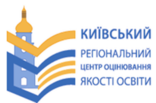 КИЇВСЬКИЙ
РЕГІОНАЛЬНИЙ
ЦЕНТР ОЦІНЮВАННЯ
ЯКОСТІ ОСВІТИ